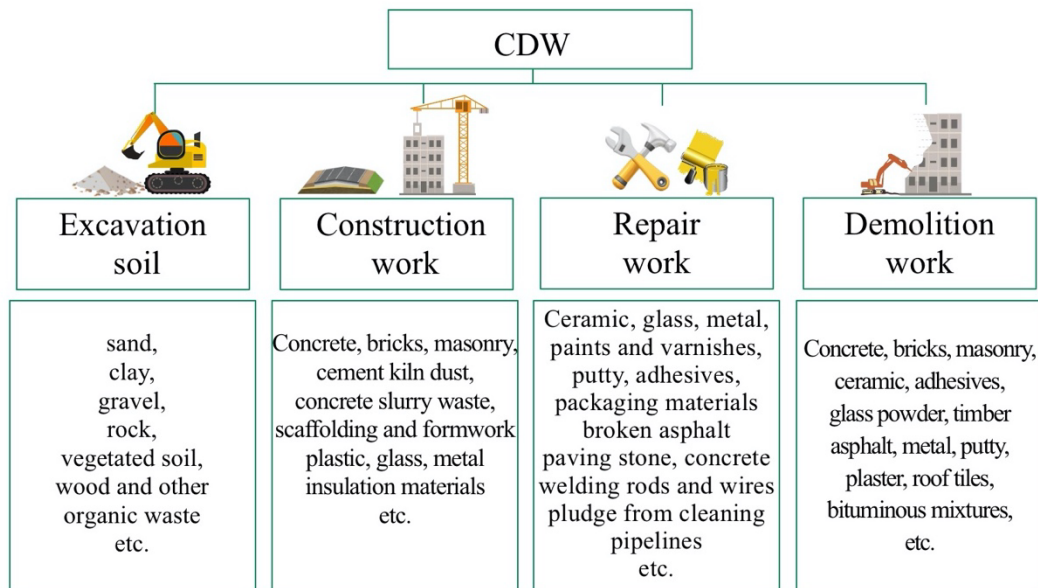 CDW
Excavation
soil
Construction
work
Repair
work
Demolition
work
sand,
clay,
gravel,
rock,
vegetated soil,
wood and other
organic waste
etc.
Concrete, bricks, masonry,
cement kiln dust,
concrete slurry waste,
scaffolding and formwork
plastic, glass, metal
insulation materials
etc.
Ceramic, glass, metal,
paints and varnishes,
putty, adhesives,
packaging materials
broken asphalt
paving stone, concrete
welding rods and wires
pludge from cleaning
pipelines
etc.
Concrete, bricks, masonry,
ceramic, adhesives,
glass powder, timber
asphalt, metal, putty,
plaster, roof tiles,
bituminous mixtures,
etc.